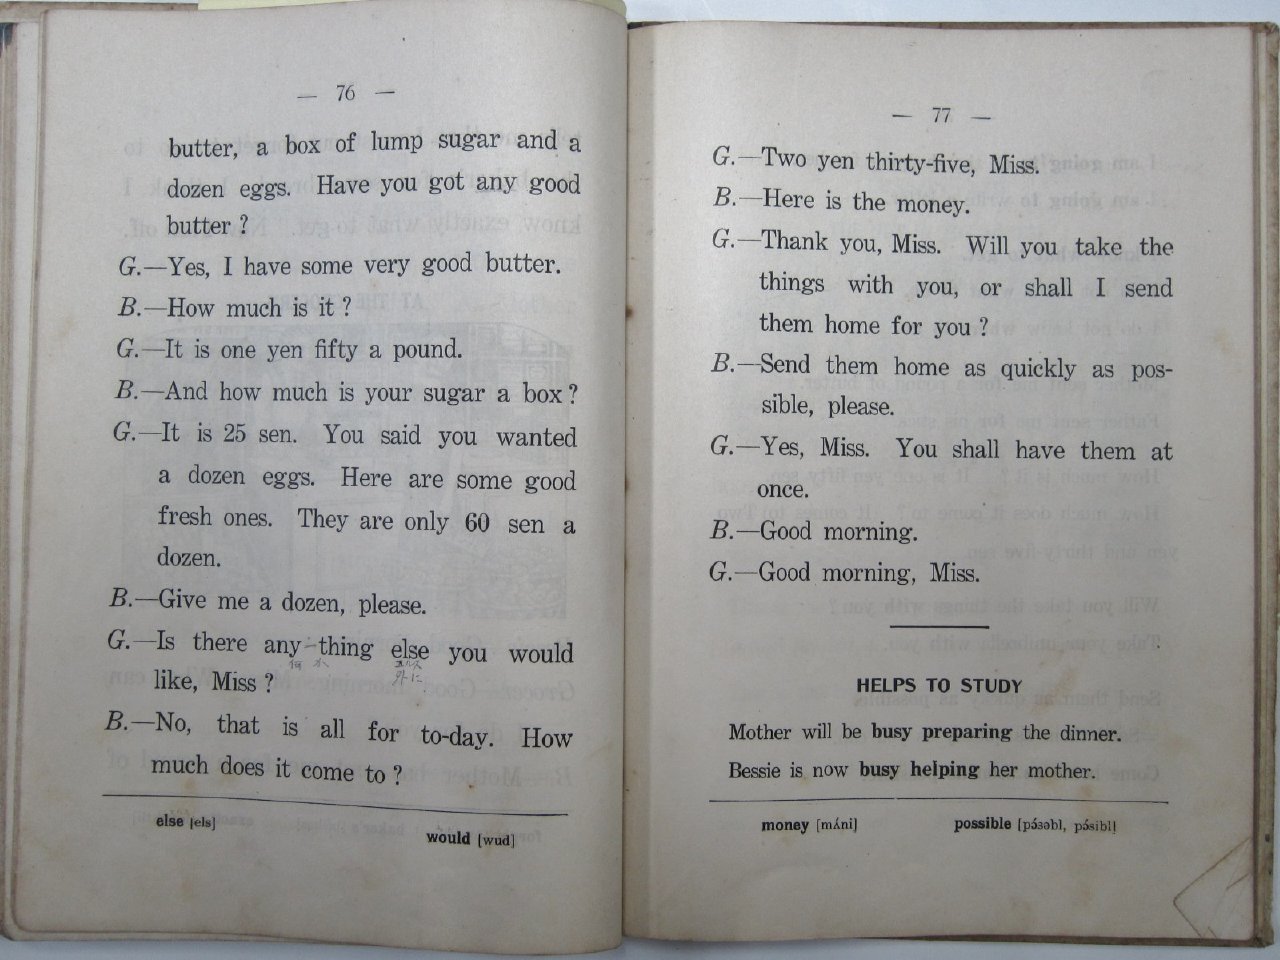 — 76 —
butter, a box of lump sugar and a
dozen eggs. Have you got any good
butter ?
G.—Yes, I have some very good butter.
B.—How much is it ?
G.—It is one yen fifty a pound.
B.—And how much is your sugar a box ?
G.—It is 25 sen. You said you wanted
a dozen eggs. Here are some good
fresh ones. They are only 60 sen a
dozen.
B.—Give me a dozen, please.
G.—Is there any-thing else you would
何 か エルス
外に
like, Miss ?
B.—No, that is all for to-day. How
much does it come to ?
else [els]
would [wud]
— 77 —
G.—Two yen thirty-five, Miss.
B.—Here is the money.
G.—Thank you, Miss. Will you take the
things with you, or shall I send
them home for you ?
B.—Send them home as quickly as pos-
sible, please.
G.—Yes, Miss. You shall have them at
once.
B.—Good morning.
G.—Good morning, Miss.
HELPS TO STUDY
Mother will be busy preparing the dinner.
Bessie is now busy helping her mother.
money [mʌ́ni] possible [pɔ́səbl, pɔ́sibl]